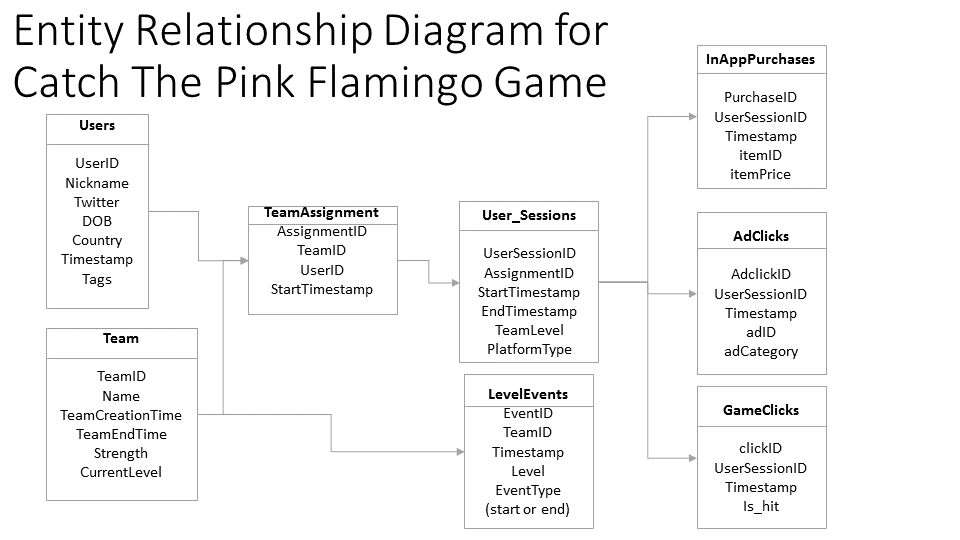 Entity Relationship Diagram for
Catch The Pink Flamingo Game
Users
UserID
Nickname
Twitter
DOB
Country
Timestamp
Tags
Team
TeamID
Name
TeamCreationTime
TeamEndTime
Strength
CurrentLevel
TeamAssignment
AssignmentID
TeamID
UserID
StartTimestamp
User_Sessions
UserSessionID
AssignmentID
StartTimestamp
EndTimestamp
TeamLevel
PlatformType
LevelEvents
EventID
TeamID
Timestamp
Level
EventType
(start or end)
InAppPurchases
PurchaseID
UserSessionID
Timestamp
itemID
itemPrice
AdClicks
AdclickID
UserSessionID
Timestamp
adID
adCategory
GameClicks
clickID
UserSessionID
Timestamp
Is_hit